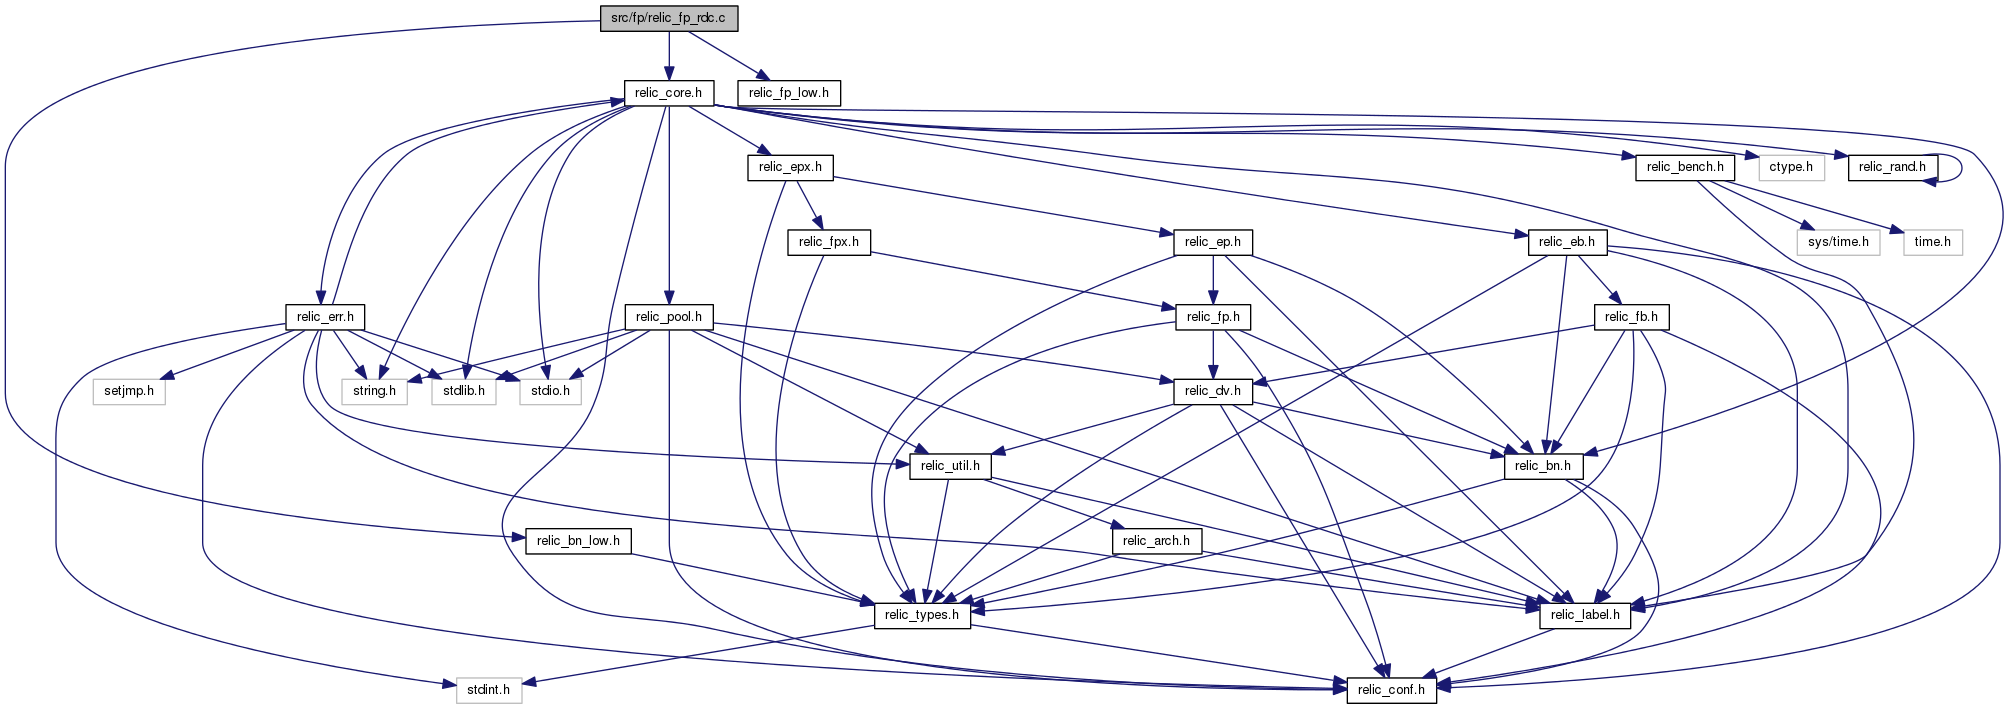 src/fp/relic_fp_rdc.c
relic_core.h
relic_fp_low.h
relic_epx.h
relic_bench.h
ctype.h
relic_rand.h
relic_fpx.h
relic_ep.h
relic_eb.h
sys/time.h
time.h
relic_err.h
relic_pool.h
relic_fp.h
relic_fb.h
setjmp.h
string.h
stdlib.h
stdio.h
relic_dv.h
relic_util.h
relic_bn.h
relic_bn_low.h
relic_arch.h
relic_types.h
relic_label.h
stdint.h
relic_conf.h